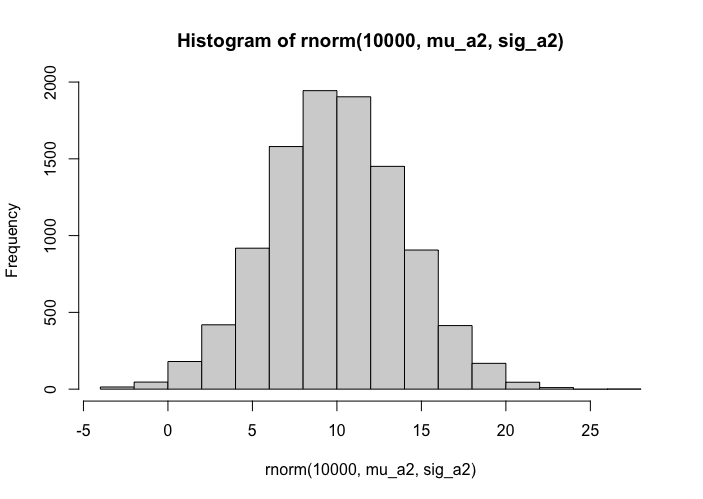 Histogram of rnorm(10000, mu_a2, sig_a2)
Frequency
2000
1500
1000
500
0
-5 0 5 10 15 20 25
rnorm(10000, mu_a2, sig_a2)